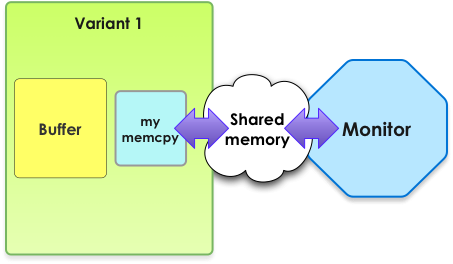 Variant 1
Buffer
my
memcpy
Shared
memory
Monitor